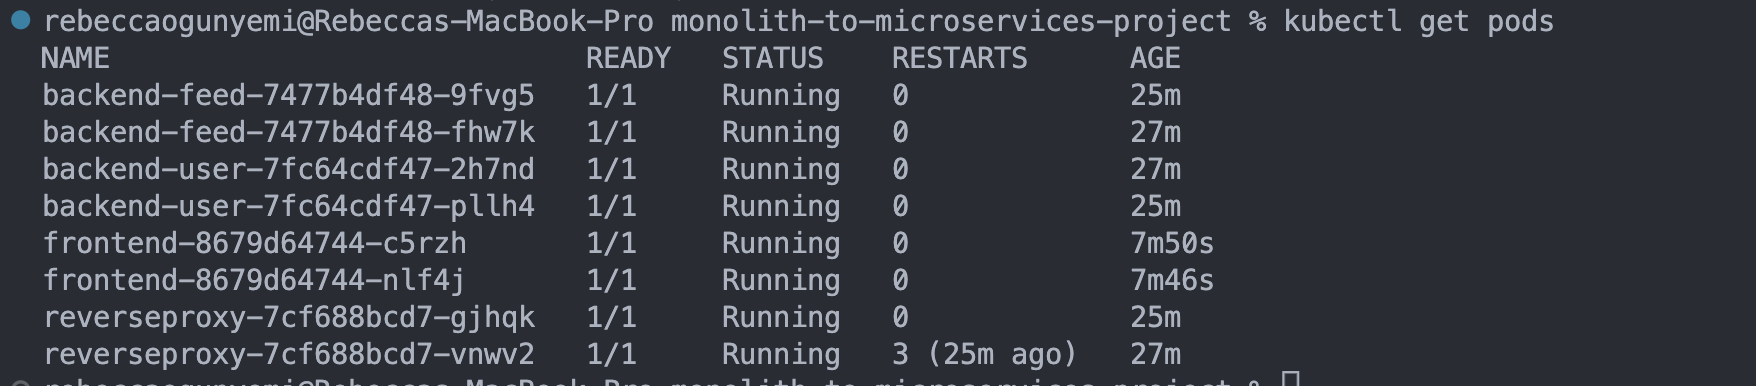 rebeccaogunyemi@Rebeccas-MacBook-Pro monolith-to-microservices-project % kubectl get pods
NAME READY STATUS RESTARTS AGE
backend-feed-7477b4df48-9fvg5 1/1 Running 0 25m
backend-feed-7477b4df48-fhw7k 1/1 Running 0 27m
backend-user-7fc64cdf47-2h7nd 1/1 Running 0 27m
backend-user-7fc64cdf47-pllh4 1/1 Running 0 25m
frontend-8679d64744-c5rzh 1/1 Running 0 7m50s
frontend-8679d64744-nlf4j 1/1 Running 0 7m46s
reverseproxy-7cf688bcd7-gjhqk 1/1 Running 0 25m
reverseproxy-7cf688bcd7-vnwv2 1/1 Running 3 (25m ago) 27m
rebeccaogunyemi@Rebeccas-MacBook-Pro monolith-to-microservices-project %